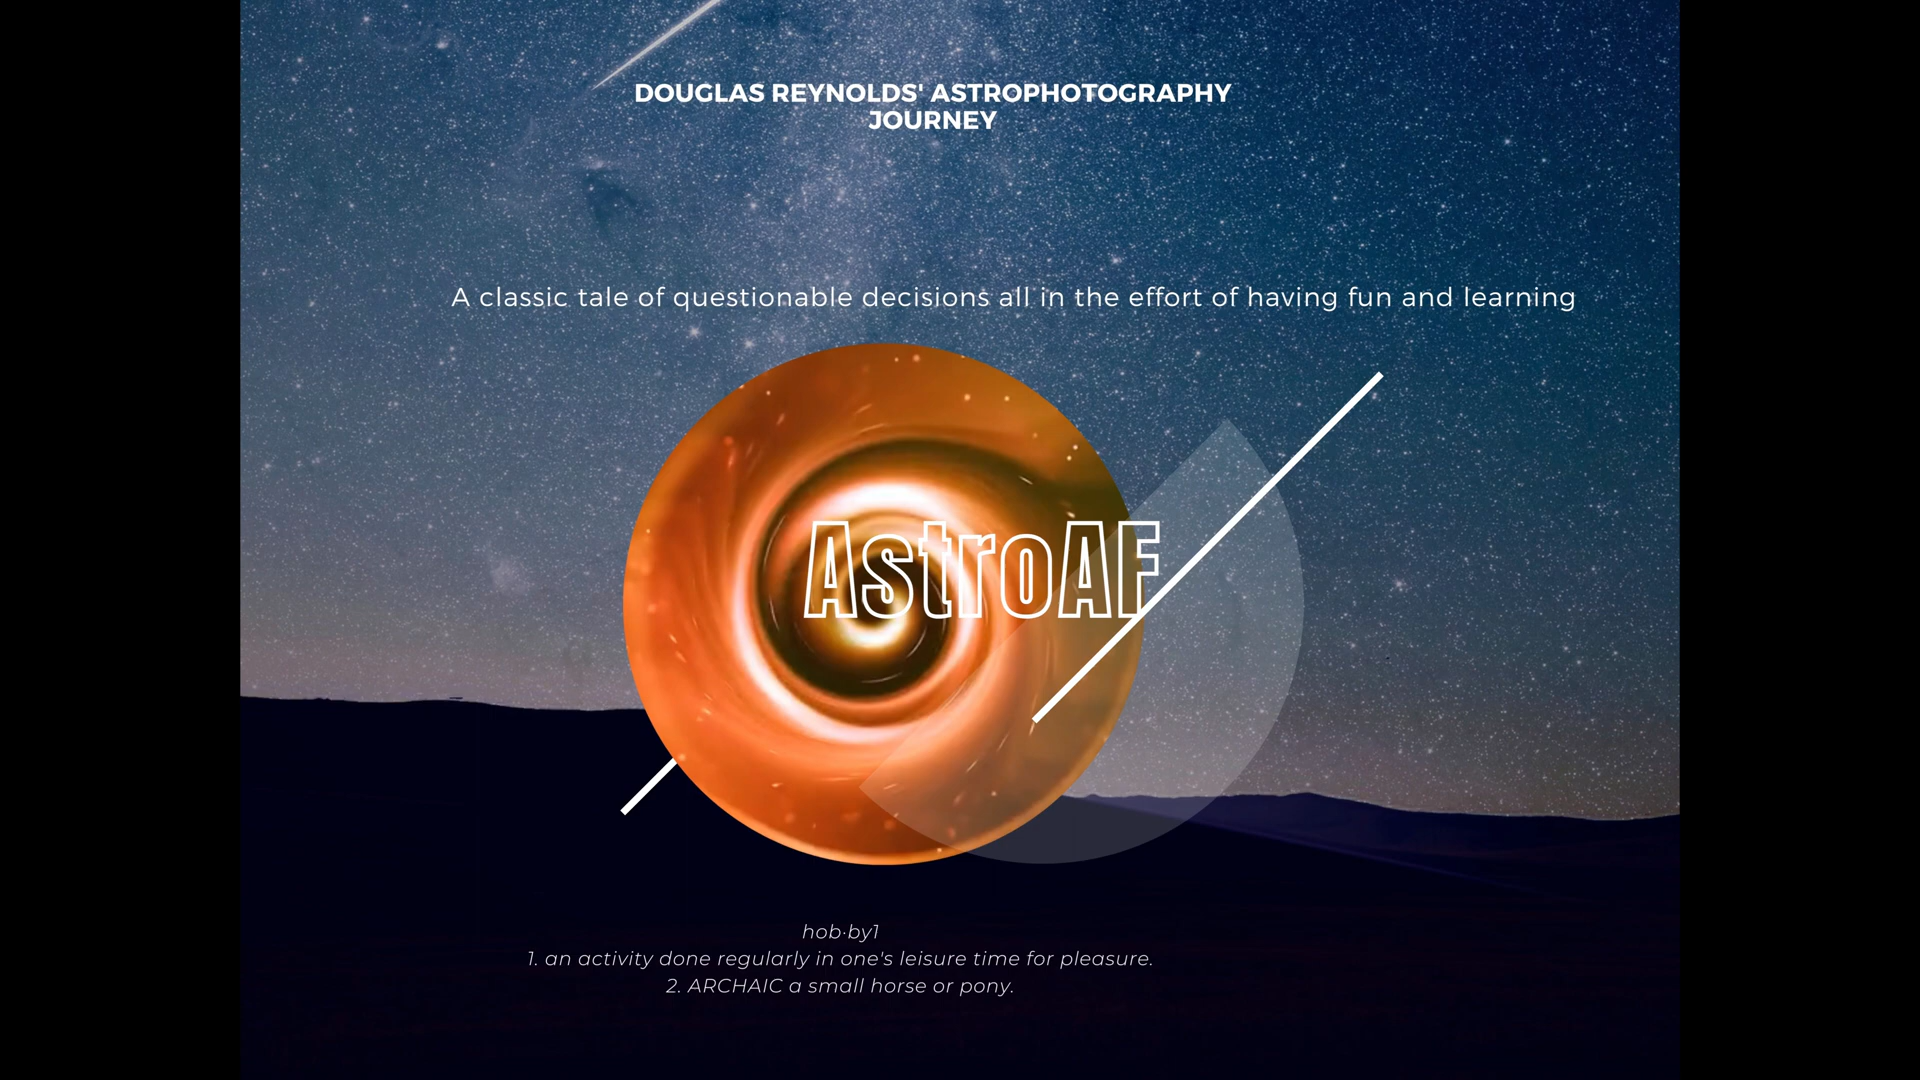 DOUGLAS REYNOLDS' ASTROPHOTOGRAPHY
JOURNEY
A classic tale of questionable decisions all in the effort of having fun and learning
AstroAF
hob·by1
1. an activity done regularly in one's leisure time for pleasure.
2. ARCHAIC a small horse or pony.